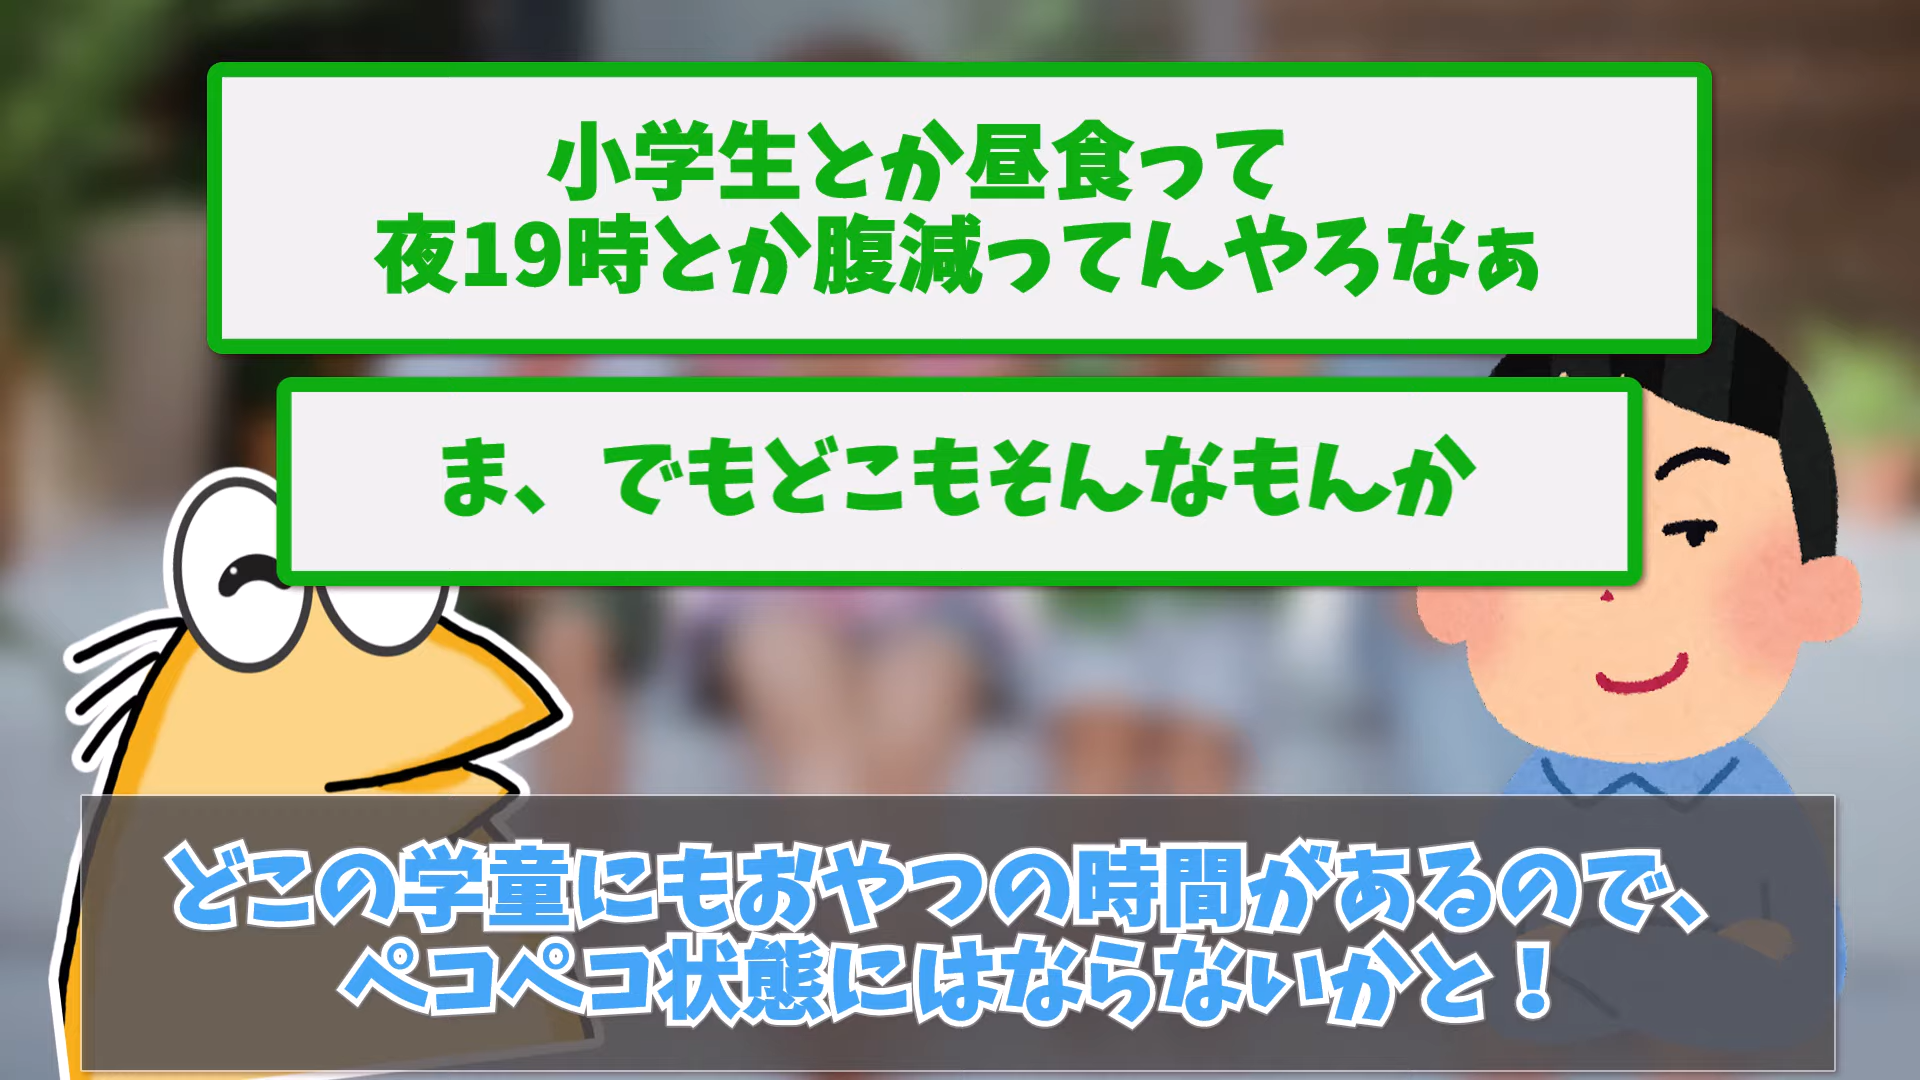 小学生とか昼食って
夜19時とか腹減ってんやろなぁ
ま、でもどこもそんなもんか
どこの学童にもおやつの時間があるので、
ペコペコ状態にはならないかと！